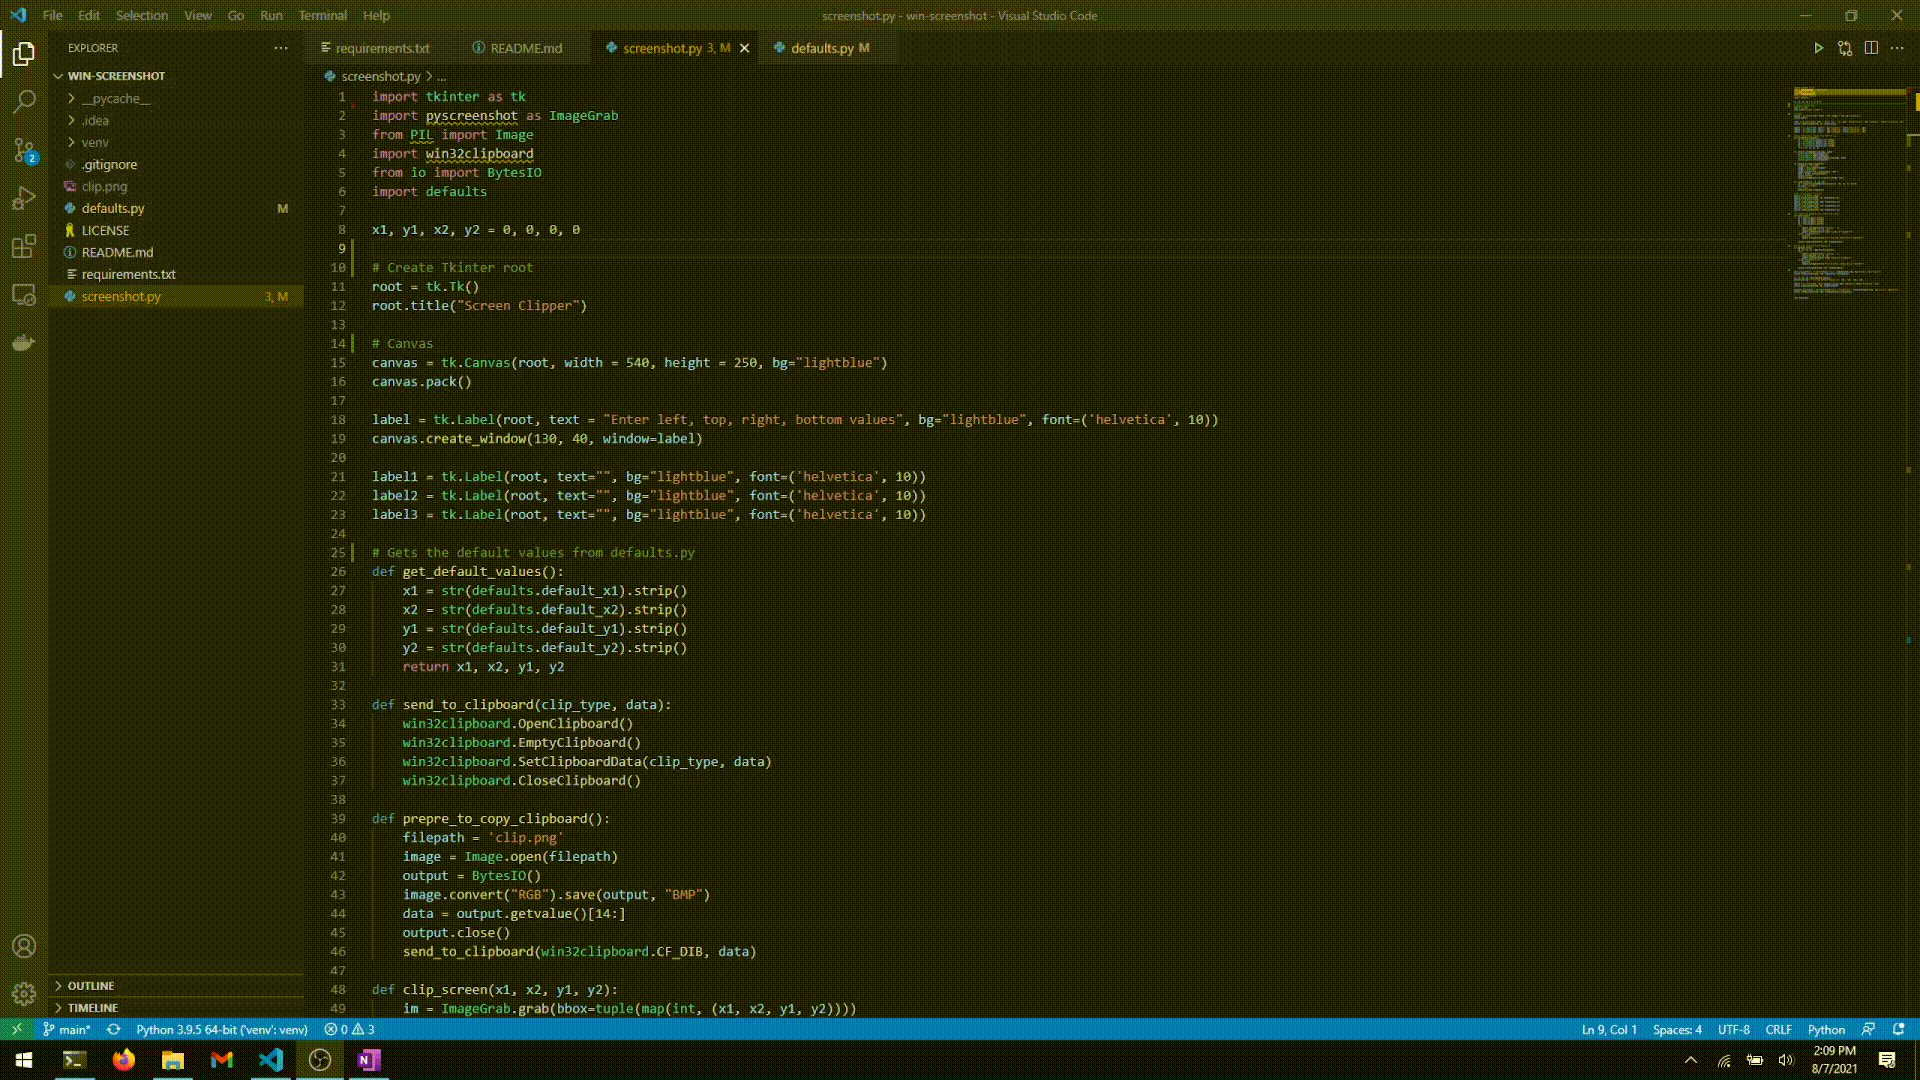 File Edit Selection View Go Run Terminal Help
screenshot.py - win-screenshot - Visual Studio Code
EXPLORER
WIN-SCREENSHOT
__pycache__
.idea
venv
.gitignore
clip.png
defaults.py M
LICENSE
README.md
requirements.txt
screenshot.py 3, M
OUTLINE
TIMELINE
2
requirements.txt README.md screenshot.py 3, M defaults.py M
screenshot.py > ...
1 import tkinter as tk
2 import pyscreenshot as ImageGrab
3 from PIL import Image
4 import win32clipboard
5 from io import BytesIO
6 import defaults
7
8 x1, y1, x2, y2 = 0, 0, 0, 0
9
10 # Create Tkinter root
11 root = tk.Tk()
12 root.title("Screen Clipper")
13
14 # Canvas
15 canvas = tk.Canvas(root, width = 540, height = 250, bg="lightblue")
16 canvas.pack()
17
18 label = tk.Label(root, text = "Enter left, top, right, bottom values", bg="lightblue", font=('helvetica', 10))
19 canvas.create_window(130, 40, window=label)
20
21 label1 = tk.Label(root, text="", bg="lightblue", font=('helvetica', 10))
22 label2 = tk.Label(root, text="", bg="lightblue", font=('helvetica', 10))
23 label3 = tk.Label(root, text="", bg="lightblue", font=('helvetica', 10))
24
25 # Gets the default values from defaults.py
26 def get_default_values():
27     x1 = str(defaults.default_x1).strip()
28     x2 = str(defaults.default_x2).strip()
29     y1 = str(defaults.default_y1).strip()
30     y2 = str(defaults.default_y2).strip()
31     return x1, x2, y1, y2
32
33 def send_to_clipboard(clip_type, data):
34     win32clipboard.OpenClipboard()
35     win32clipboard.EmptyClipboard()
36     win32clipboard.SetClipboardData(clip_type, data)
37     win32clipboard.CloseClipboard()
38
39 def prepre_to_copy_clipboard():
40     filepath = 'clip.png'
41     image = Image.open(filepath)
42     output = BytesIO()
43     image.convert("RGB").save(output, "BMP")
44     data = output.getvalue()[14:]
45     output.close()
46     send_to_clipboard(win32clipboard.CF_DIB, data)
47
48 def clip_screen(x1, x2, y1, y2):
49     im = ImageGrab.grab(bbox=tuple(map(int, (x1, x2, y1, y2))))
main* Python 3.9.5 64-bit ('venv': venv) 0 3
Ln 9, Col 1 Spaces: 4 UTF-8 CRLF Python
N
2:09 PM
8/7/2021